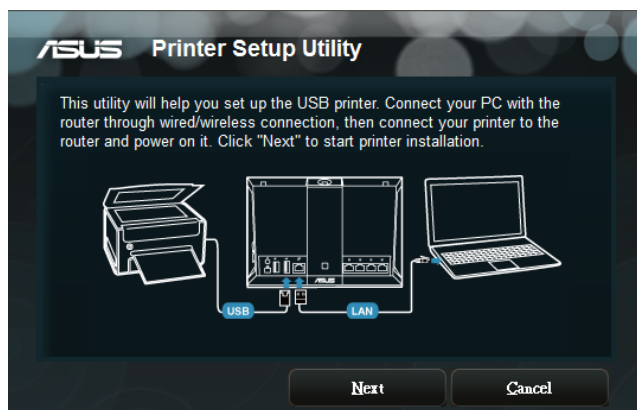 ASUS Printer Setup Utility
This utility will help you set up the USB printer. Connect your PC with the
router through wired/wireless connection, then connect your printer to the
router and power on it. Click "Next" to start printer installation.
ASUS
USB
LAN
Next
Cancel